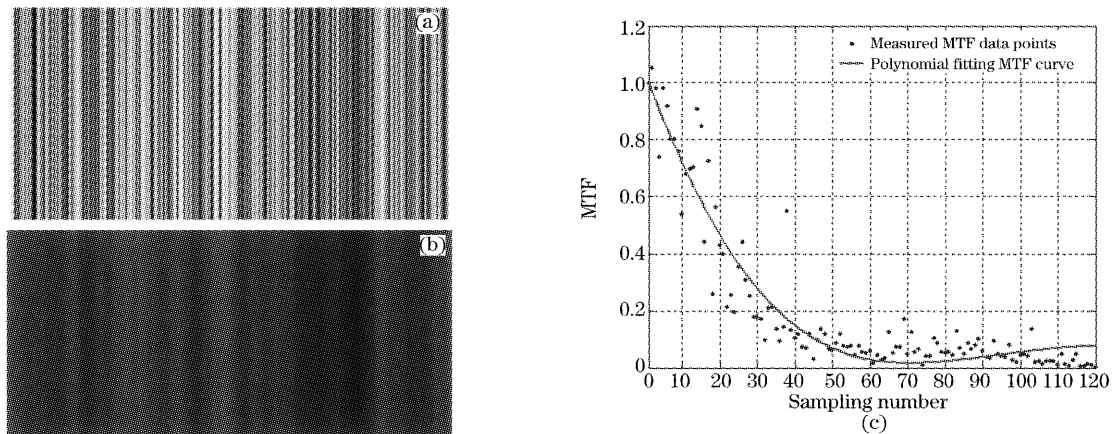 (a)
(b)
1.2
1.0
0.8
0.6
0.4
0.2
0
MTF
Measured MTF data points
Polynomial fitting MTF curve
0 10 20 30 40 50 60 70 80 90 100 110 120
Sampling number
(c)